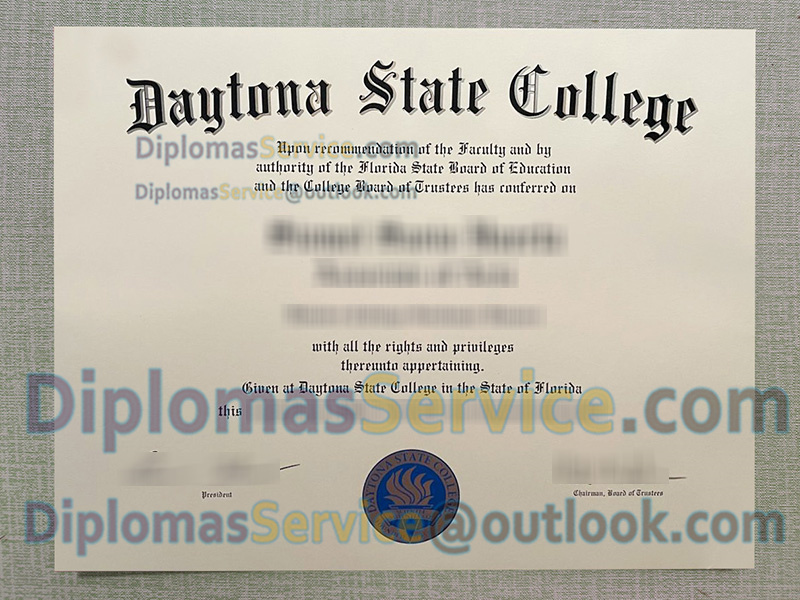 Daytona State College
DiplomasService.com
Upon recommendation of the Faculty and by
authority of the Florida State Board of Education
and the College Board of Trustees has conferred on
DiplomasService@outlook.com
with all the rights and privileges
thereunto appertaining.
Given at Daytona State College in the State of Florida
this
DiplomasService.com
President
Chairman, Board of Trustees
DAYTONA STATE COLLEGE
DiplomasService@outlook.com